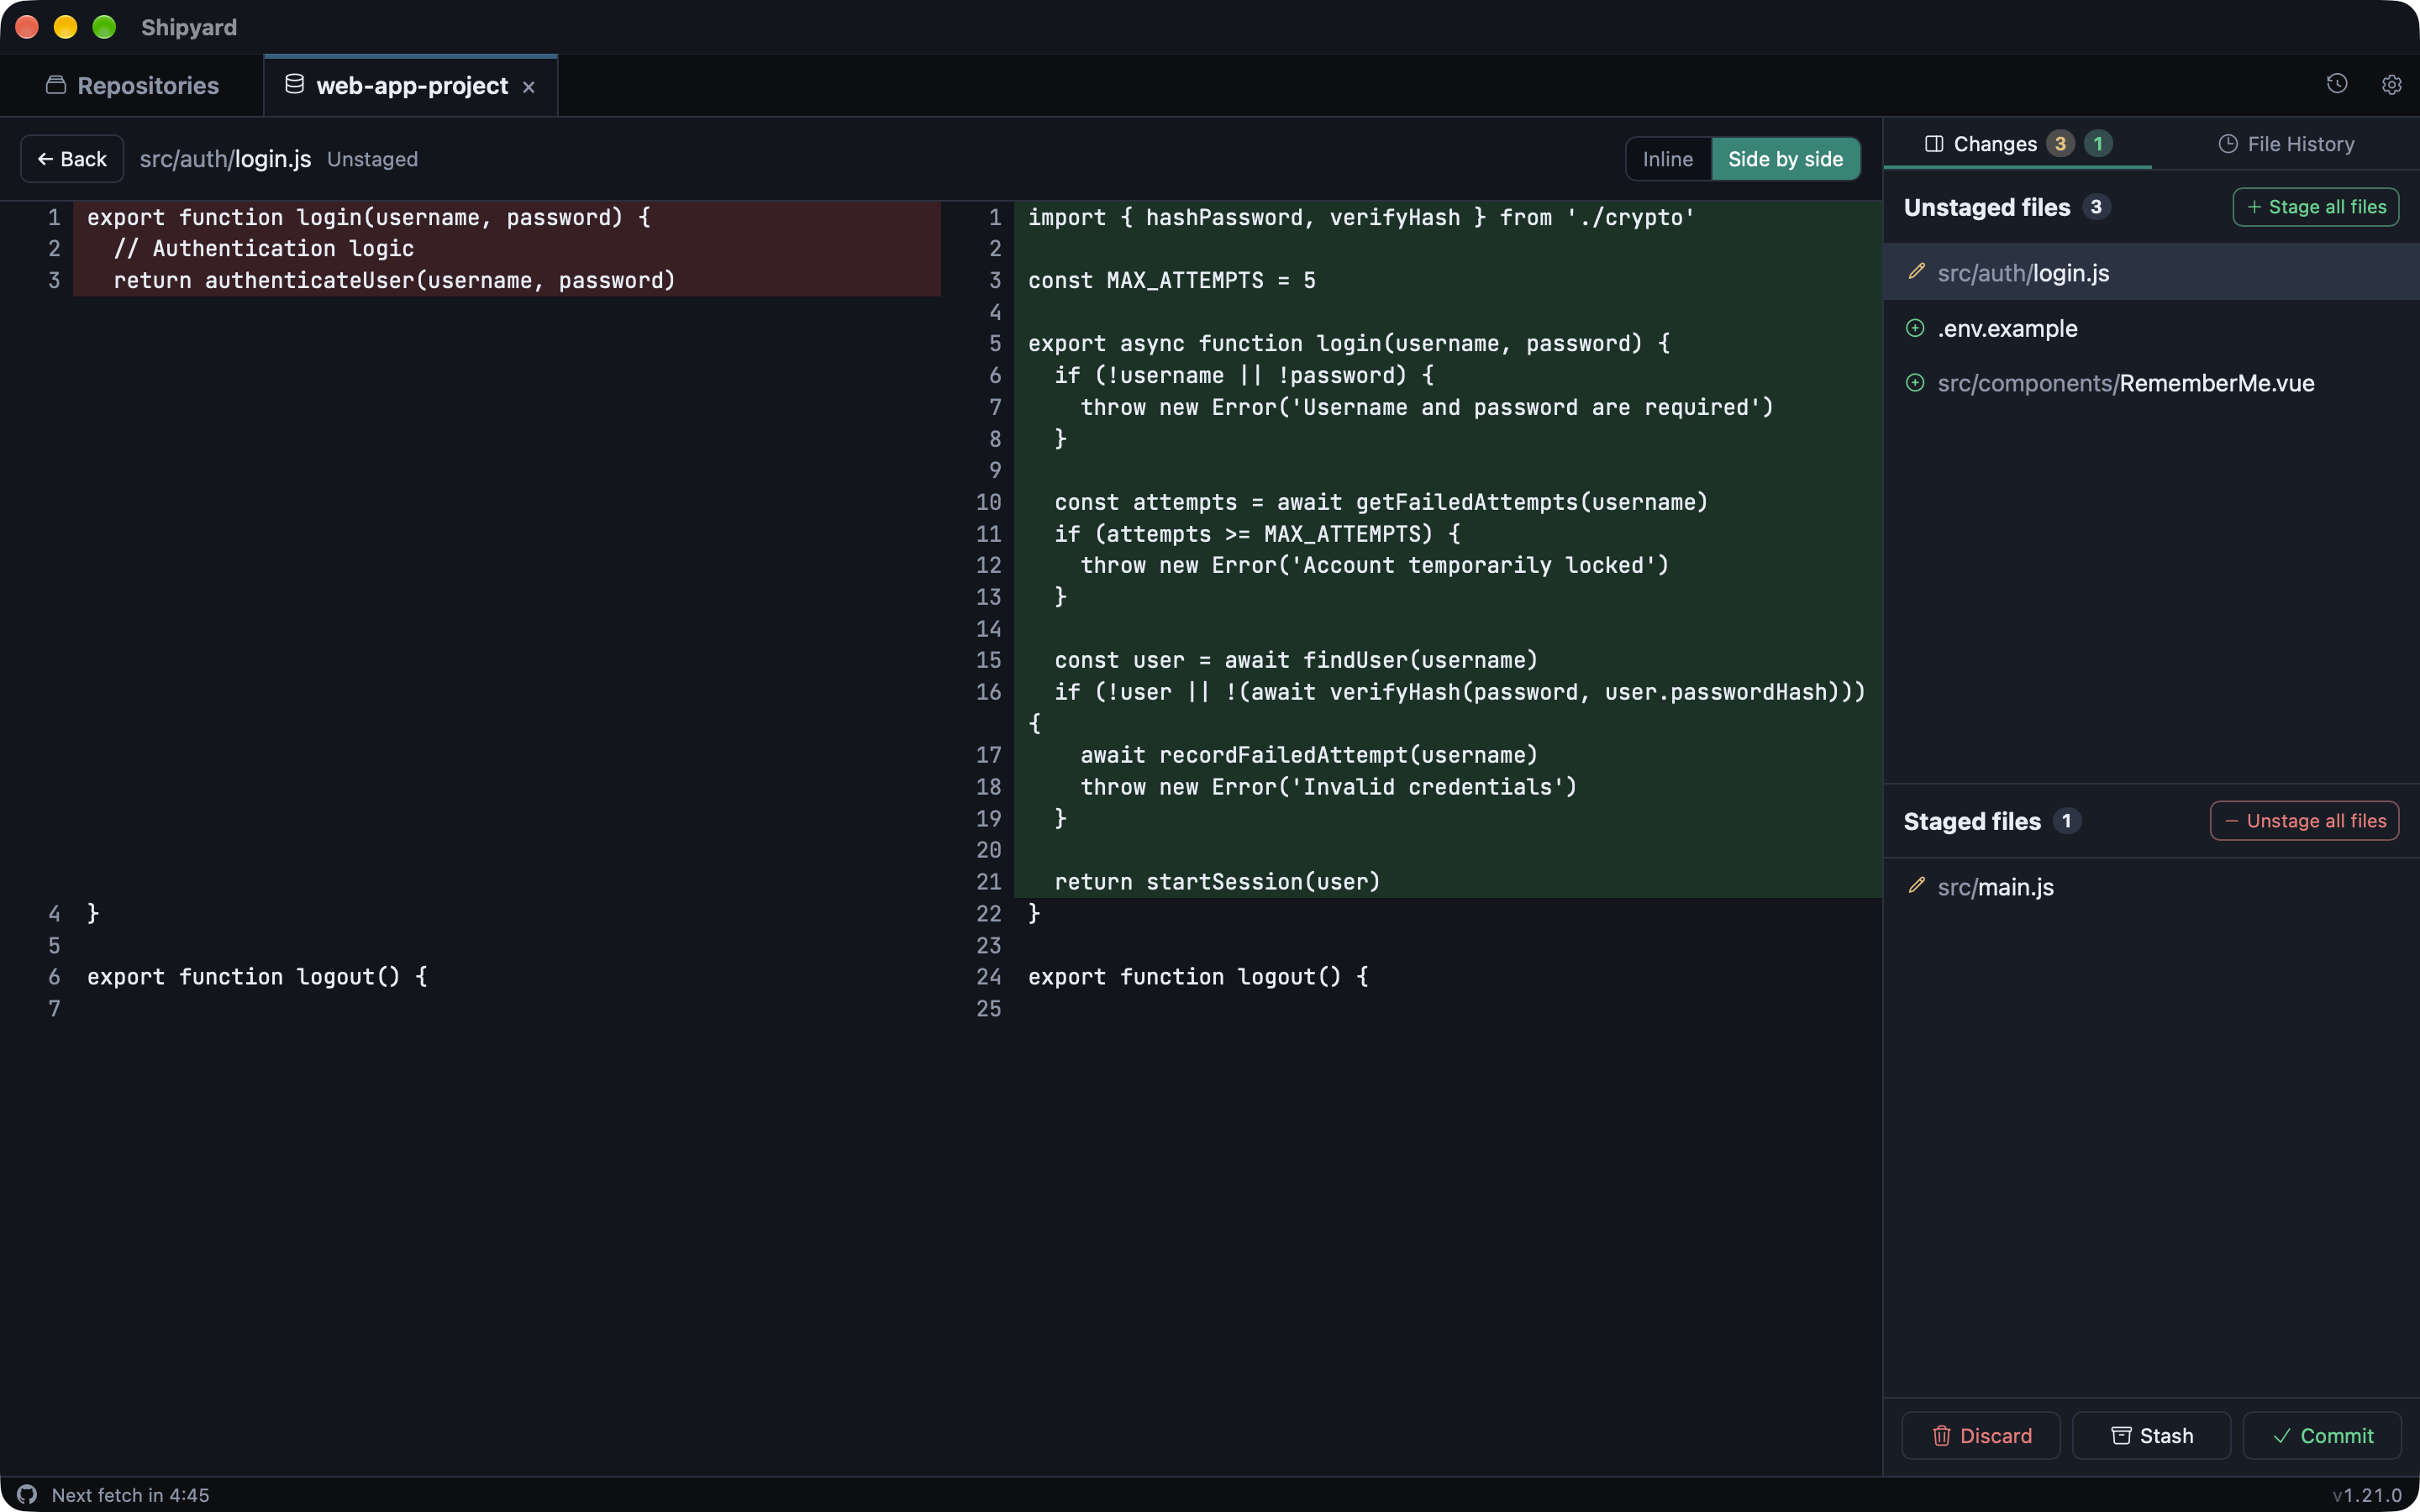 Shipyard
Repositories
web-app-project
Back src/auth/login.js Unstaged
Inline Side by side
1 export function login(username, password) {
2   // Authentication logic
3   return authenticateUser(username, password)
4 }
5
6 export function logout() {
7
1 import { hashPassword, verifyHash } from './crypto'
2
3 const MAX_ATTEMPTS = 5
4
5 export async function login(username, password) {
6   if (!username || !password) {
7     throw new Error('Username and password are required')
8   }
9
10   const attempts = await getFailedAttempts(username)
11   if (attempts >= MAX_ATTEMPTS) {
12     throw new Error('Account temporarily locked')
13   }
14
15   const user = await findUser(username)
16   if (!user || !(await verifyHash(password, user.passwordHash)))
{
17     await recordFailedAttempt(username)
18     throw new Error('Invalid credentials')
19   }
20
21   return startSession(user)
22 }
23
24 export function logout() {
25
Changes 3 1
File History
Unstaged files 3
+ Stage all files
src/auth/login.js
.env.example
src/components/RememberMe.vue
Staged files 1
− Unstage all files
src/main.js
Discard
Stash
Commit
Next fetch in 4:45
v1.21.0